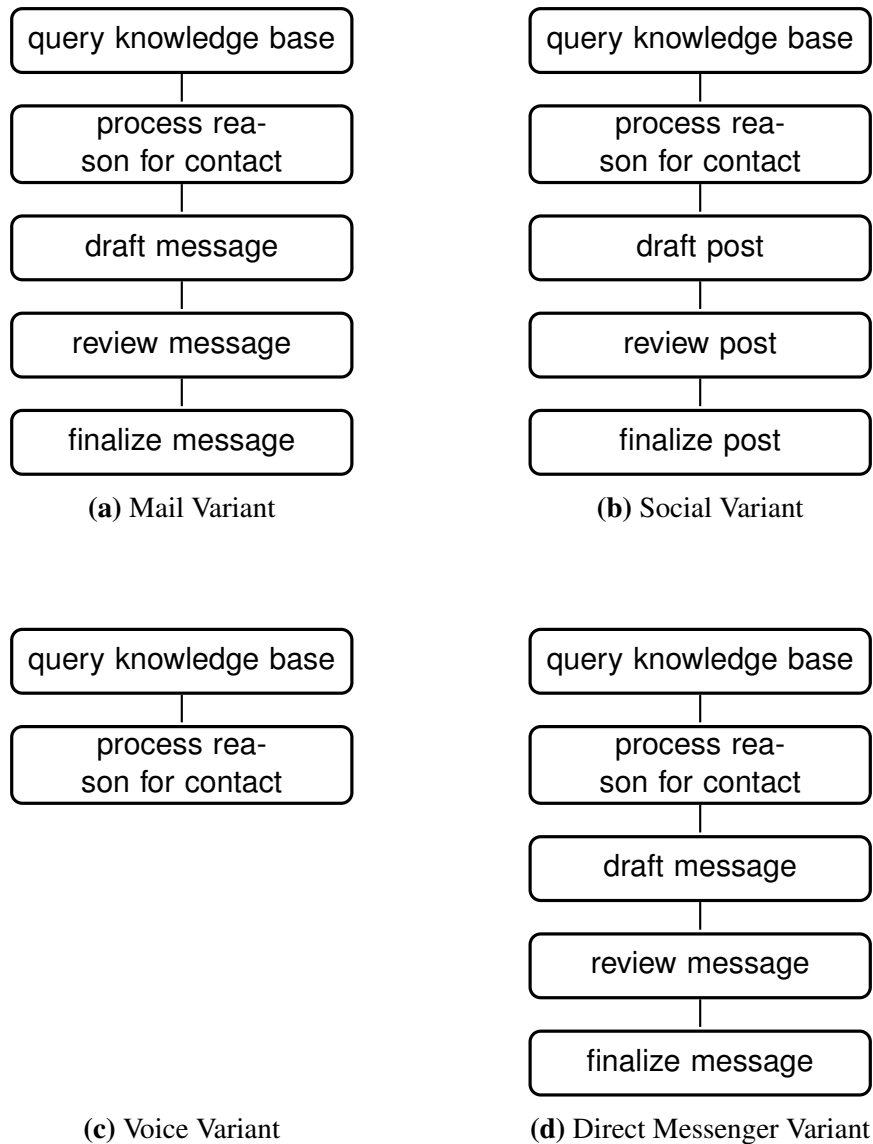 query knowledge base
process rea-
son for contact
draft message
review message
finalize message
(a) Mail Variant
query knowledge base
process rea-
son for contact
draft post
review post
finalize post
(b) Social Variant
query knowledge base
process rea-
son for contact
(c) Voice Variant
query knowledge base
process rea-
son for contact
draft message
review message
finalize message
(d) Direct Messenger Variant